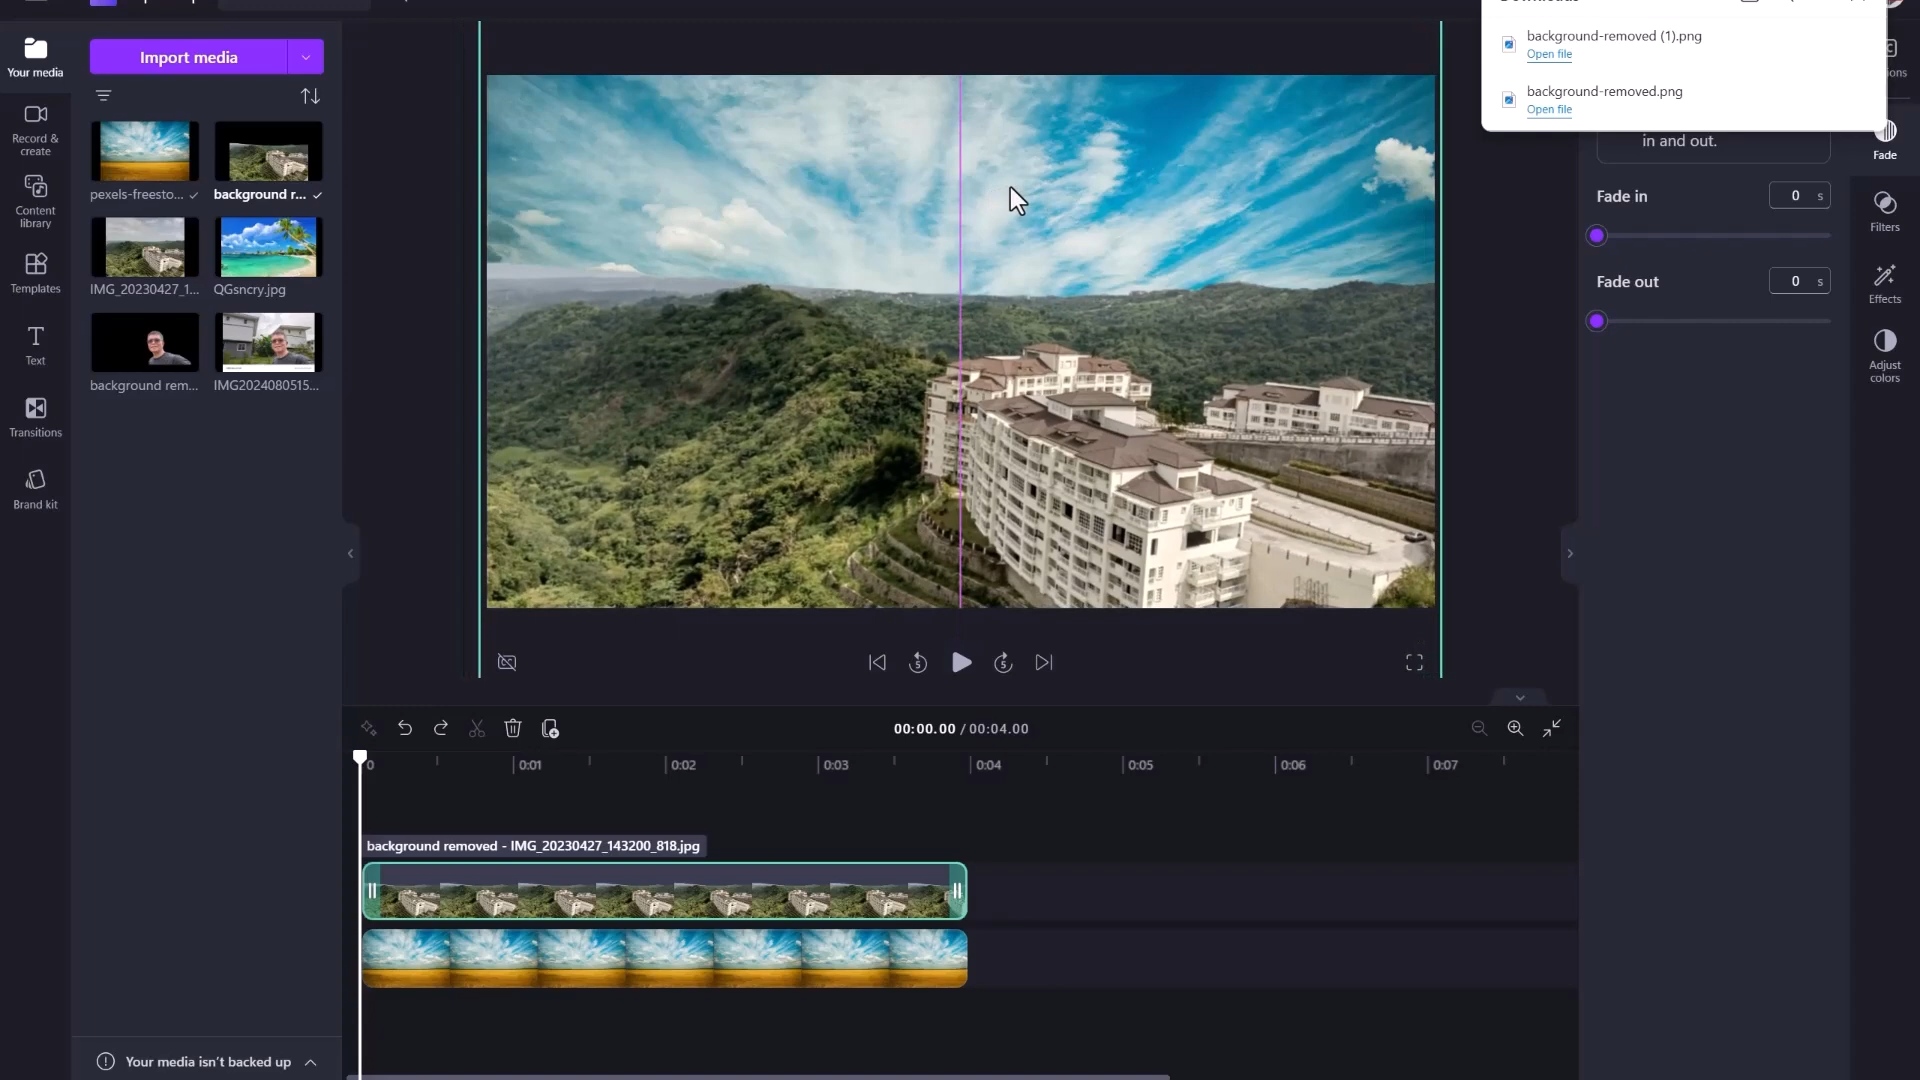 background-removed (1).png
Open file
background-removed.png
Open file
Your media
Import media
Record &
create
Content
library
Templates
Text
Transitions
Brand kit
pexels-freesto...
background r...
IMG_20230427_1...
QGsncry.jpg
background rem...
IMG2024080515...
Your media isn't backed up
in and out.
Fade in
0 s
Fade out
0 s
Fade
Filters
Effects
Adjust
colors
5
5
00:00.00 / 00:04.00
0
0:01
0:02
0:03
0:04
0:05
0:06
0:07
background removed - IMG_20230427_143200_818.jpg